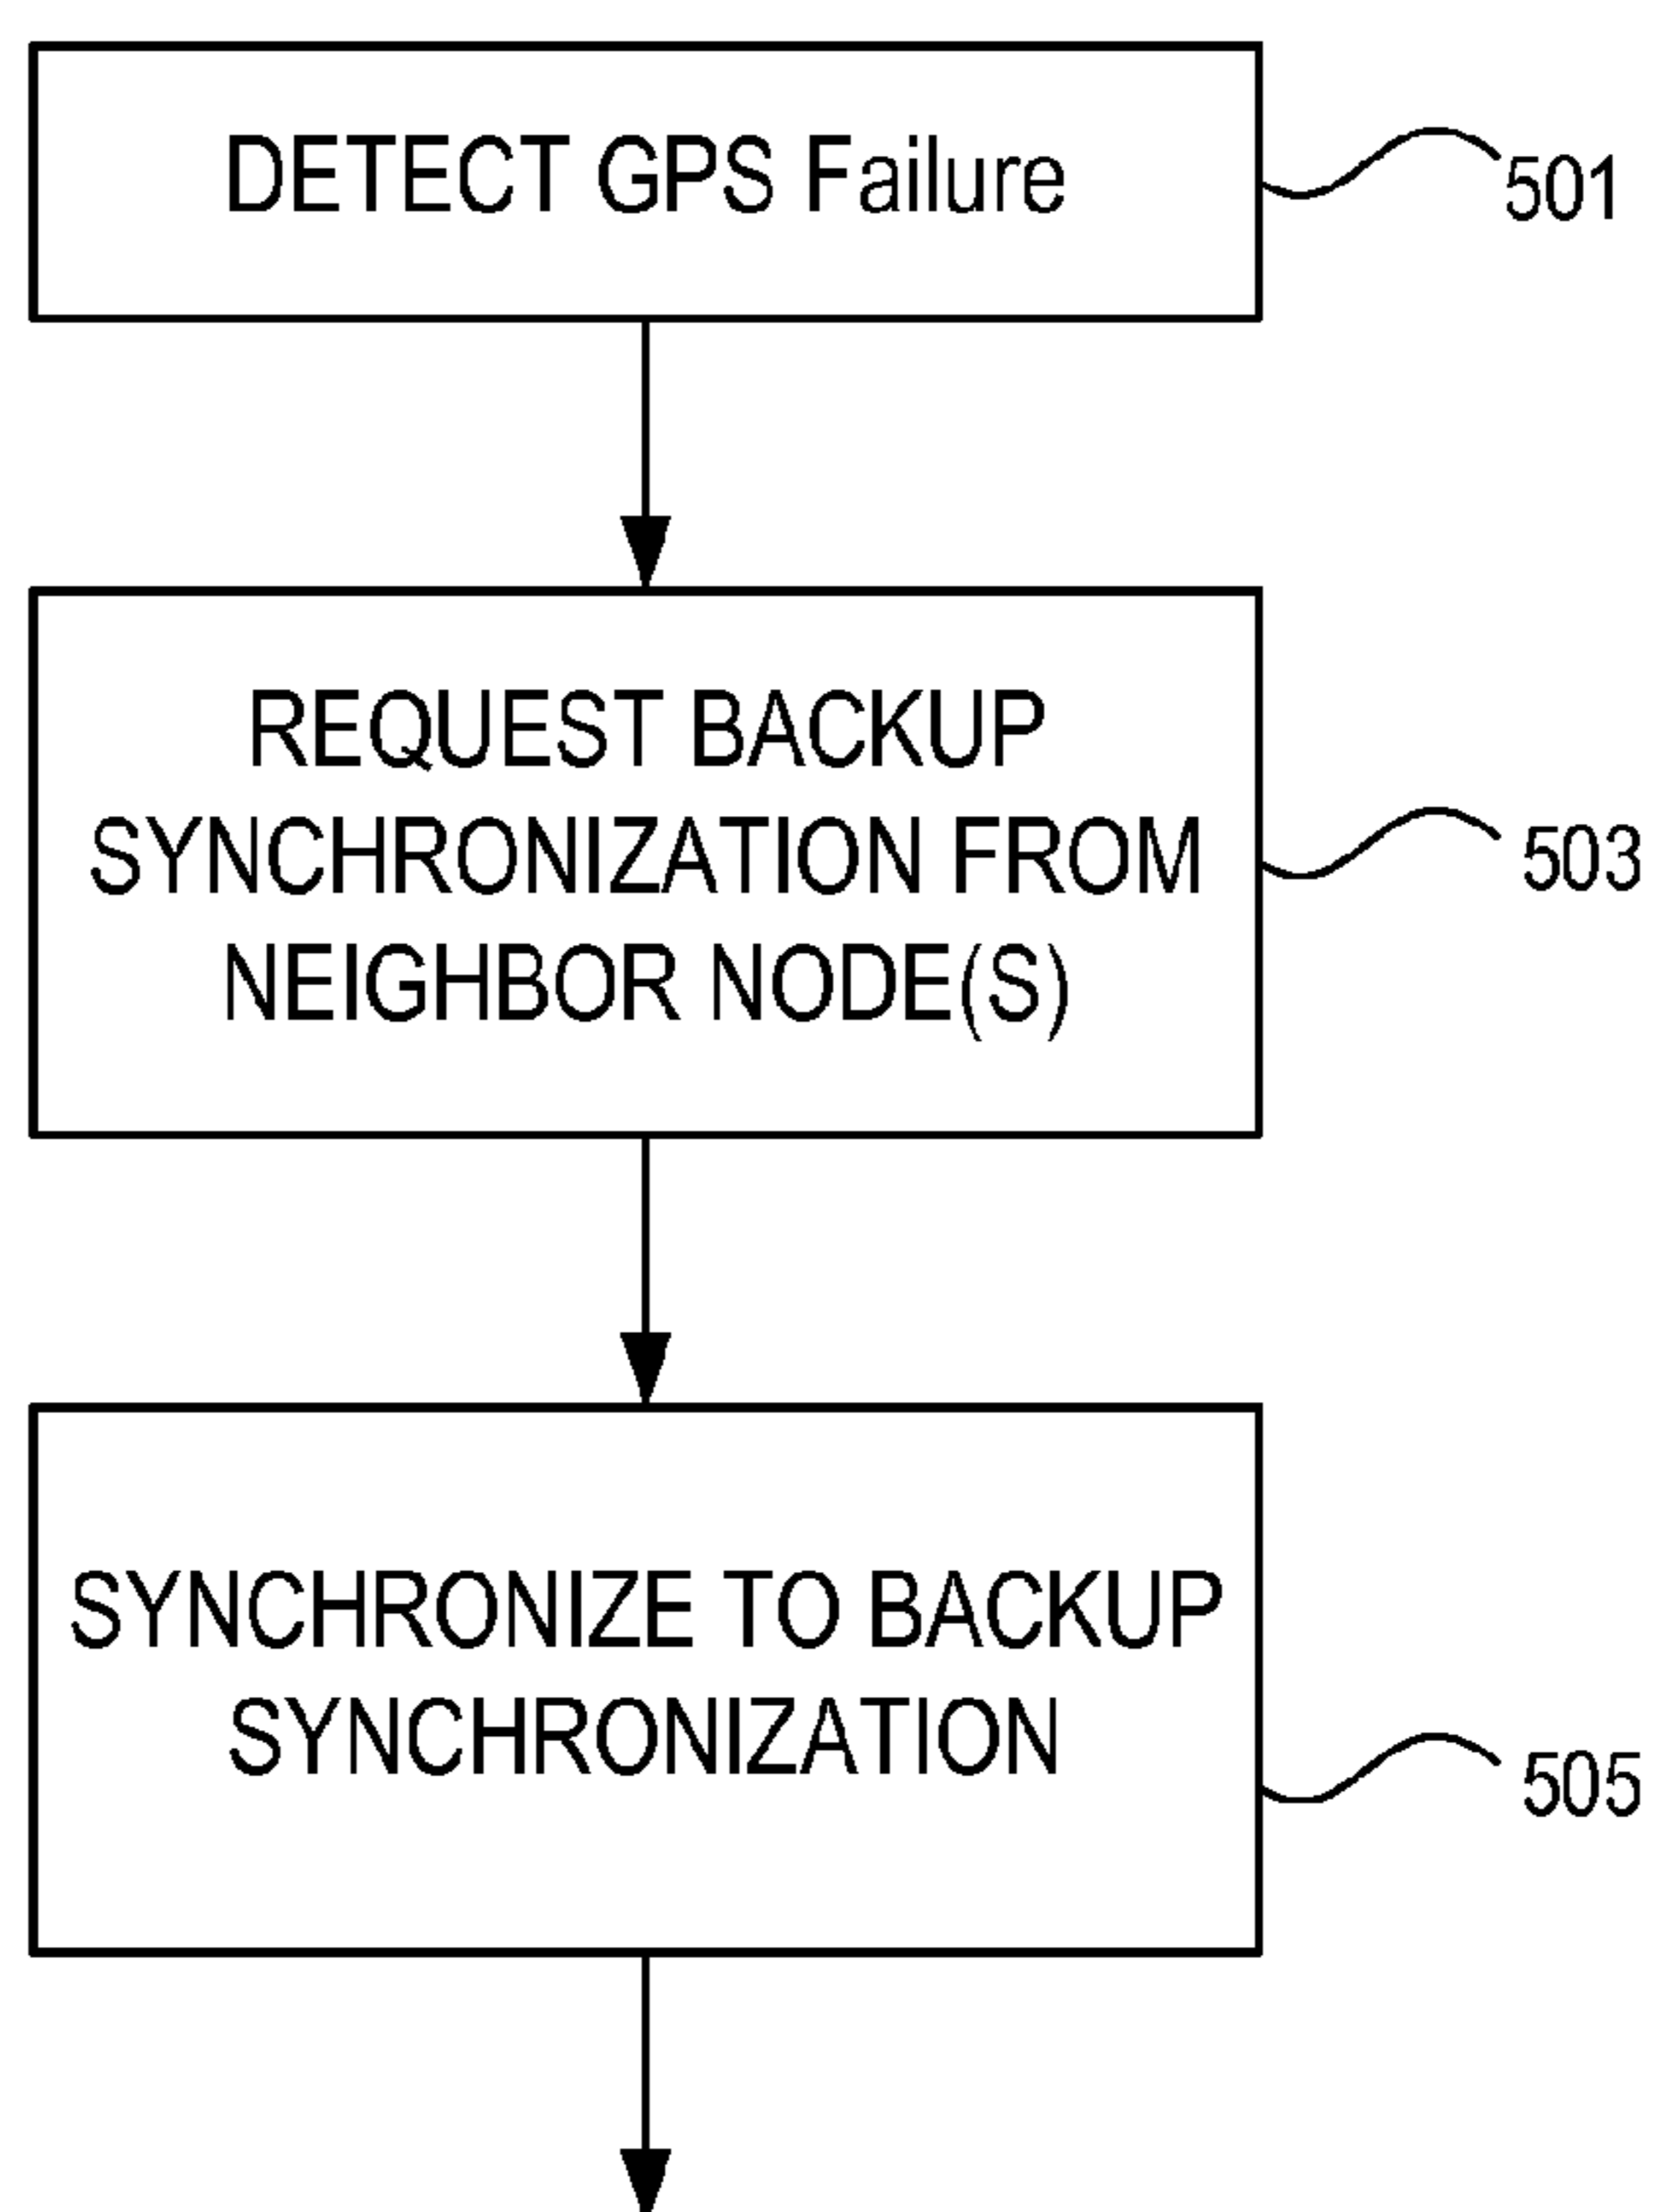 DETECT GPS Failure
501
REQUEST BACKUP
SYNCHRONIZATION FROM
NEIGHBOR NODE(S)
503
SYNCHRONIZE TO BACKUP
SYNCHRONIZATION
505